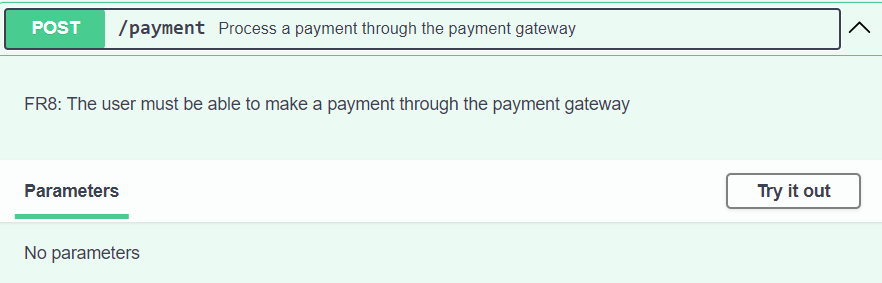 POST /payment Process a payment through the payment gateway
FR8: The user must be able to make a payment through the payment gateway
Parameters
Try it out
No parameters